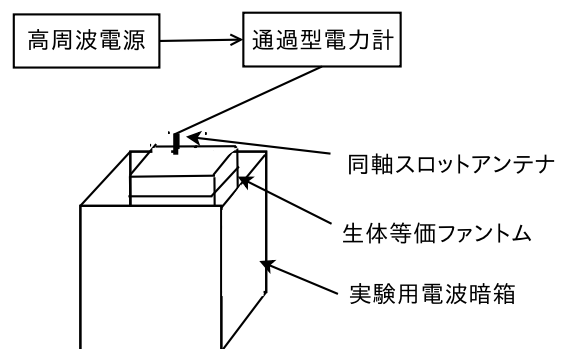 高周波電源
通過型電力計
同軸スロットアンテナ
生体等価ファントム
実験用電波暗箱